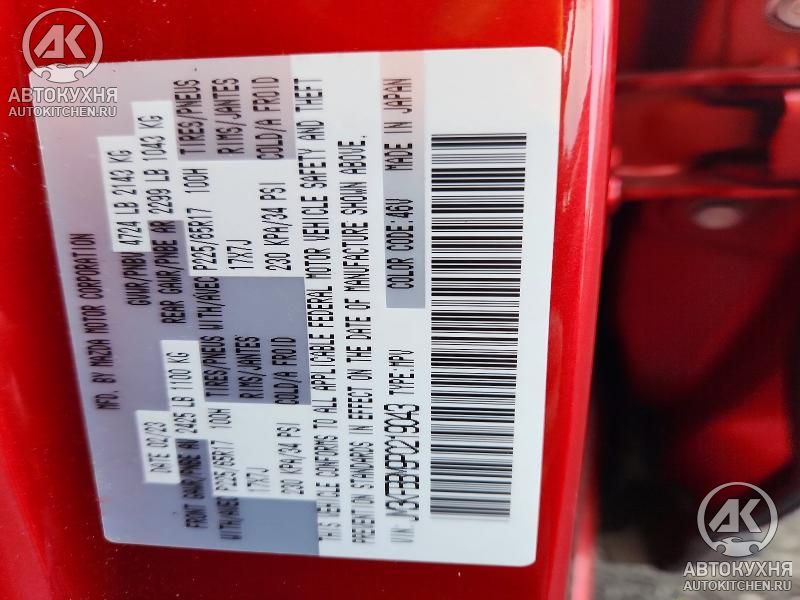 AK
АВТОКУХНЯ
AUTOKITCHEN.RU
MFD. BY MAZDA MOTOR CORPORATION
DATE 02/23 GVWR/PNBV 4724 LB 2143 KG
FRONT GAWR/PNBE AV 2425 LB 1100 KG REAR GAWR/PNBE AR 2299 LB 1043 KG
WITH/AVEC P225/65R17 100H TIRES/PNEUS WITH/AVEC P225/65R17 100H TIRES/PNEUS
17X7J RIMS/JANTES 17X7J RIMS/JANTES
230 KPA/34 PSI COLD/A FROID 230 KPA/34 PSI COLD/A FROID
THIS VEHICLE CONFORMS TO ALL APPLICABLE FEDERAL MOTOR VEHICLE SAFETY AND THEFT
PREVENTION STANDARDS IN EFFECT ON THE DATE OF MANUFACTURE SHOWN ABOVE.
COLOR CODE:46V MADE IN JAPAN
VIN: TYPE:MPV
AK
АВТОКУХНЯ
AUTOKITCHEN.RU